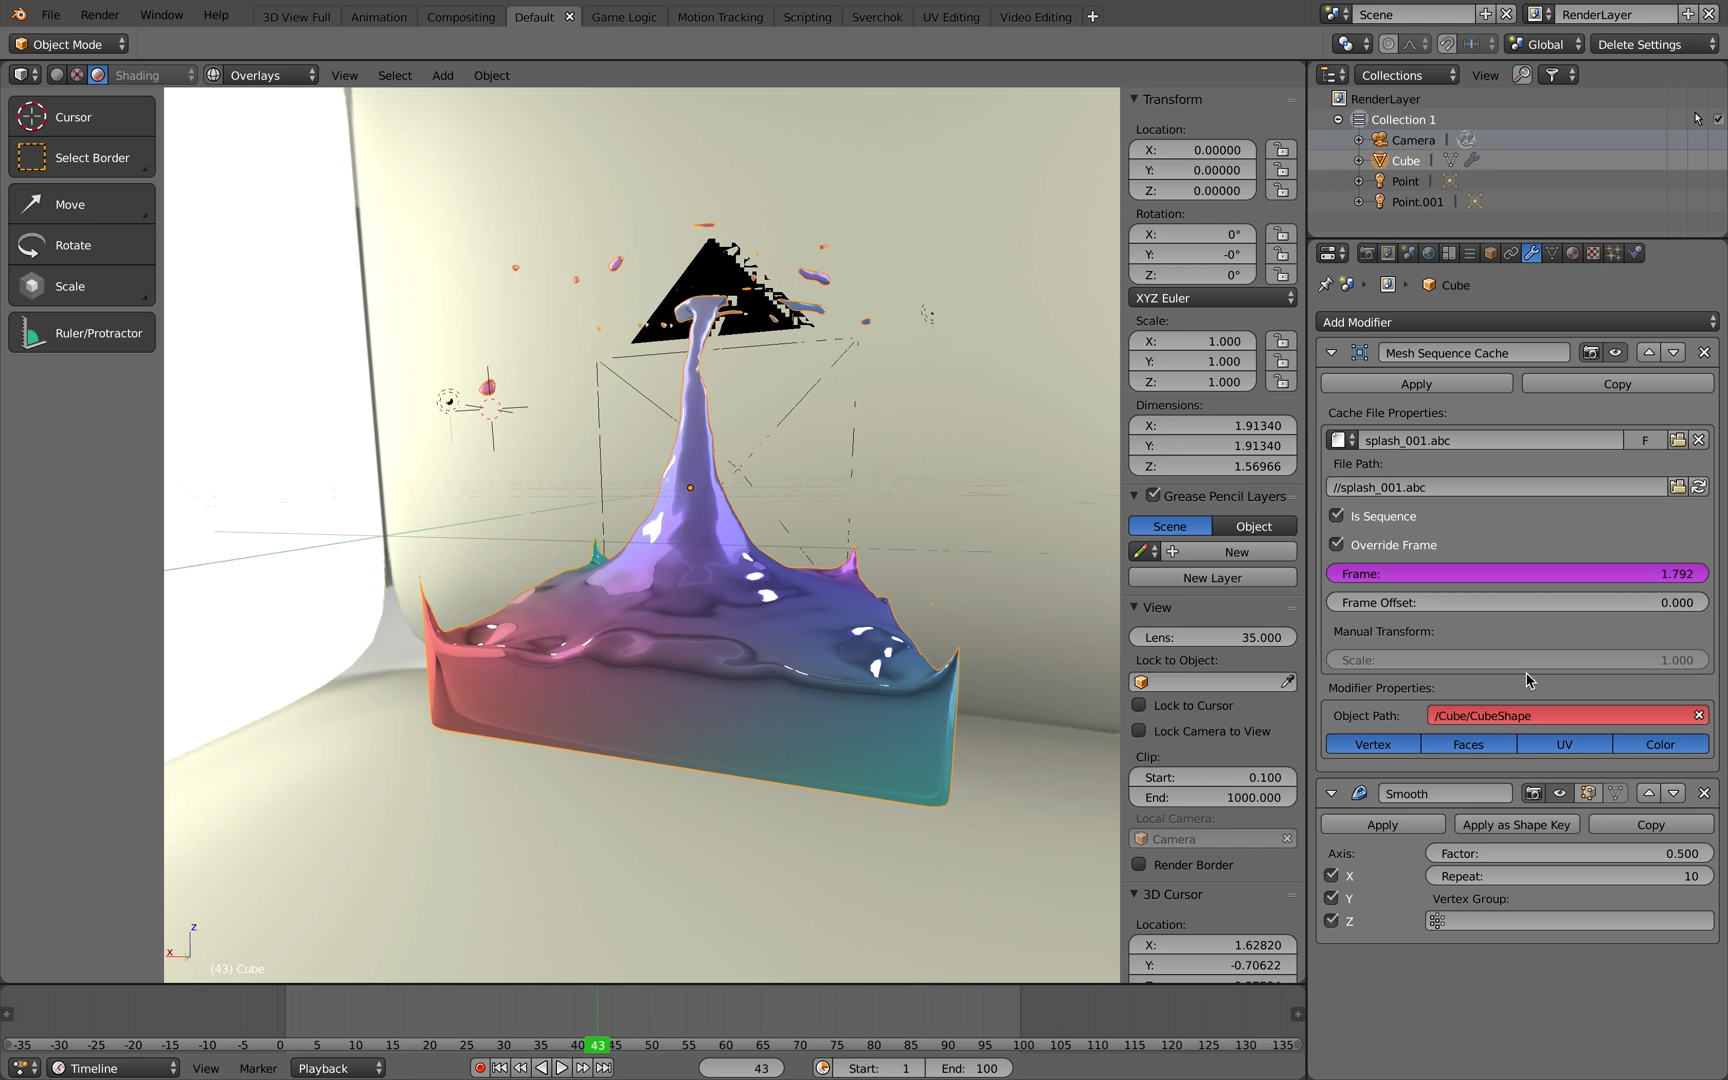 File Render Window Help 3D View Full Animation Compositing Default Game Logic Motion Tracking Scripting Sverchok UV Editing Video Editing Scene RenderLayer
Object Mode Global Delete Settings
Shading Overlays View Select Add Object
Cursor
Select Border
Move
Rotate
Scale
Ruler/Protractor
(43) Cube
z
x
Transform
Location:
X: 0.00000
Y: 0.00000
Z: 0.00000
Rotation:
X: 0°
Y: -0°
Z: 0°
XYZ Euler
Scale:
X: 1.000
Y: 1.000
Z: 1.000
Dimensions:
X: 1.91340
Y: 1.91340
Z: 1.56966
Grease Pencil Layers
Scene Object
New
New Layer
View
Lens: 35.000
Lock to Object:
Lock to Cursor
Lock Camera to View
Clip:
Start: 0.100
End: 1000.000
Local Camera:
Camera
Render Border
3D Cursor
Location:
X: 1.62820
Y: -0.70622
Collections View
RenderLayer
Collection 1
Camera
Cube
Point
Point.001
Cube
Add Modifier
Mesh Sequence Cache
Apply Copy
Cache File Properties:
splash_001.abc F
File Path:
//splash_001.abc
Is Sequence
Override Frame
Frame: 1.792
Frame Offset: 0.000
Manual Transform:
Scale: 1.000
Modifier Properties:
Object Path: /Cube/CubeShape
Vertex Faces UV Color
Smooth
Apply Apply as Shape Key Copy
Axis: Factor: 0.500
X Repeat: 10
Y Vertex Group:
Z
-35 -30 -25 -20 -15 -10 -5 0 5 10 15 20 25 30 35 40 43 45 50 55 60 65 70 75 80 85 90 95 100 105 110 115 120 125 130 135
Timeline View Marker Playback 43 Start: 1 End: 100